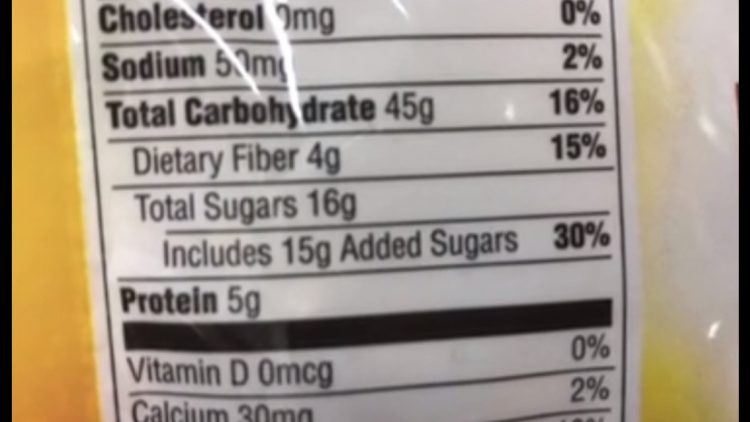 Cholesterol 0mg 0%
Sodium 50mg 2%
Total Carbohydrate 45g 16%
Dietary Fiber 4g 15%
Total Sugars 16g
Includes 15g Added Sugars 30%
Protein 5g
Vitamin D 0mcg 0%
Calcium 30mg 2%